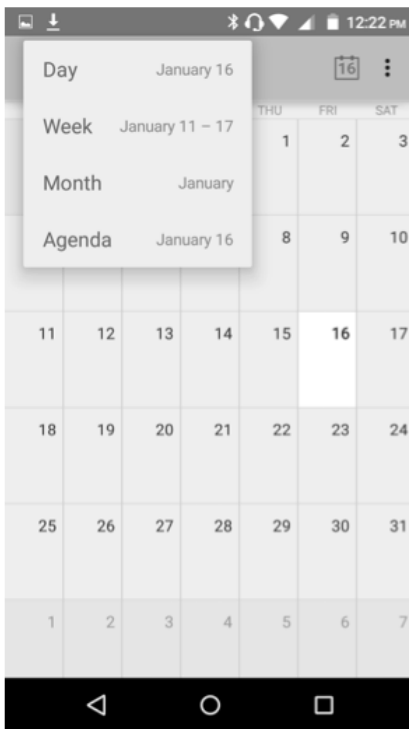 12:22 PM
Day January 16
Week January 11 – 17
Month January
Agenda January 16
16
THU FRI SAT
1 2 3
8 9 10
11 12 13 14 15 16 17
18 19 20 21 22 23 24
25 26 27 28 29 30 31
1 2 3 4 5 6 7